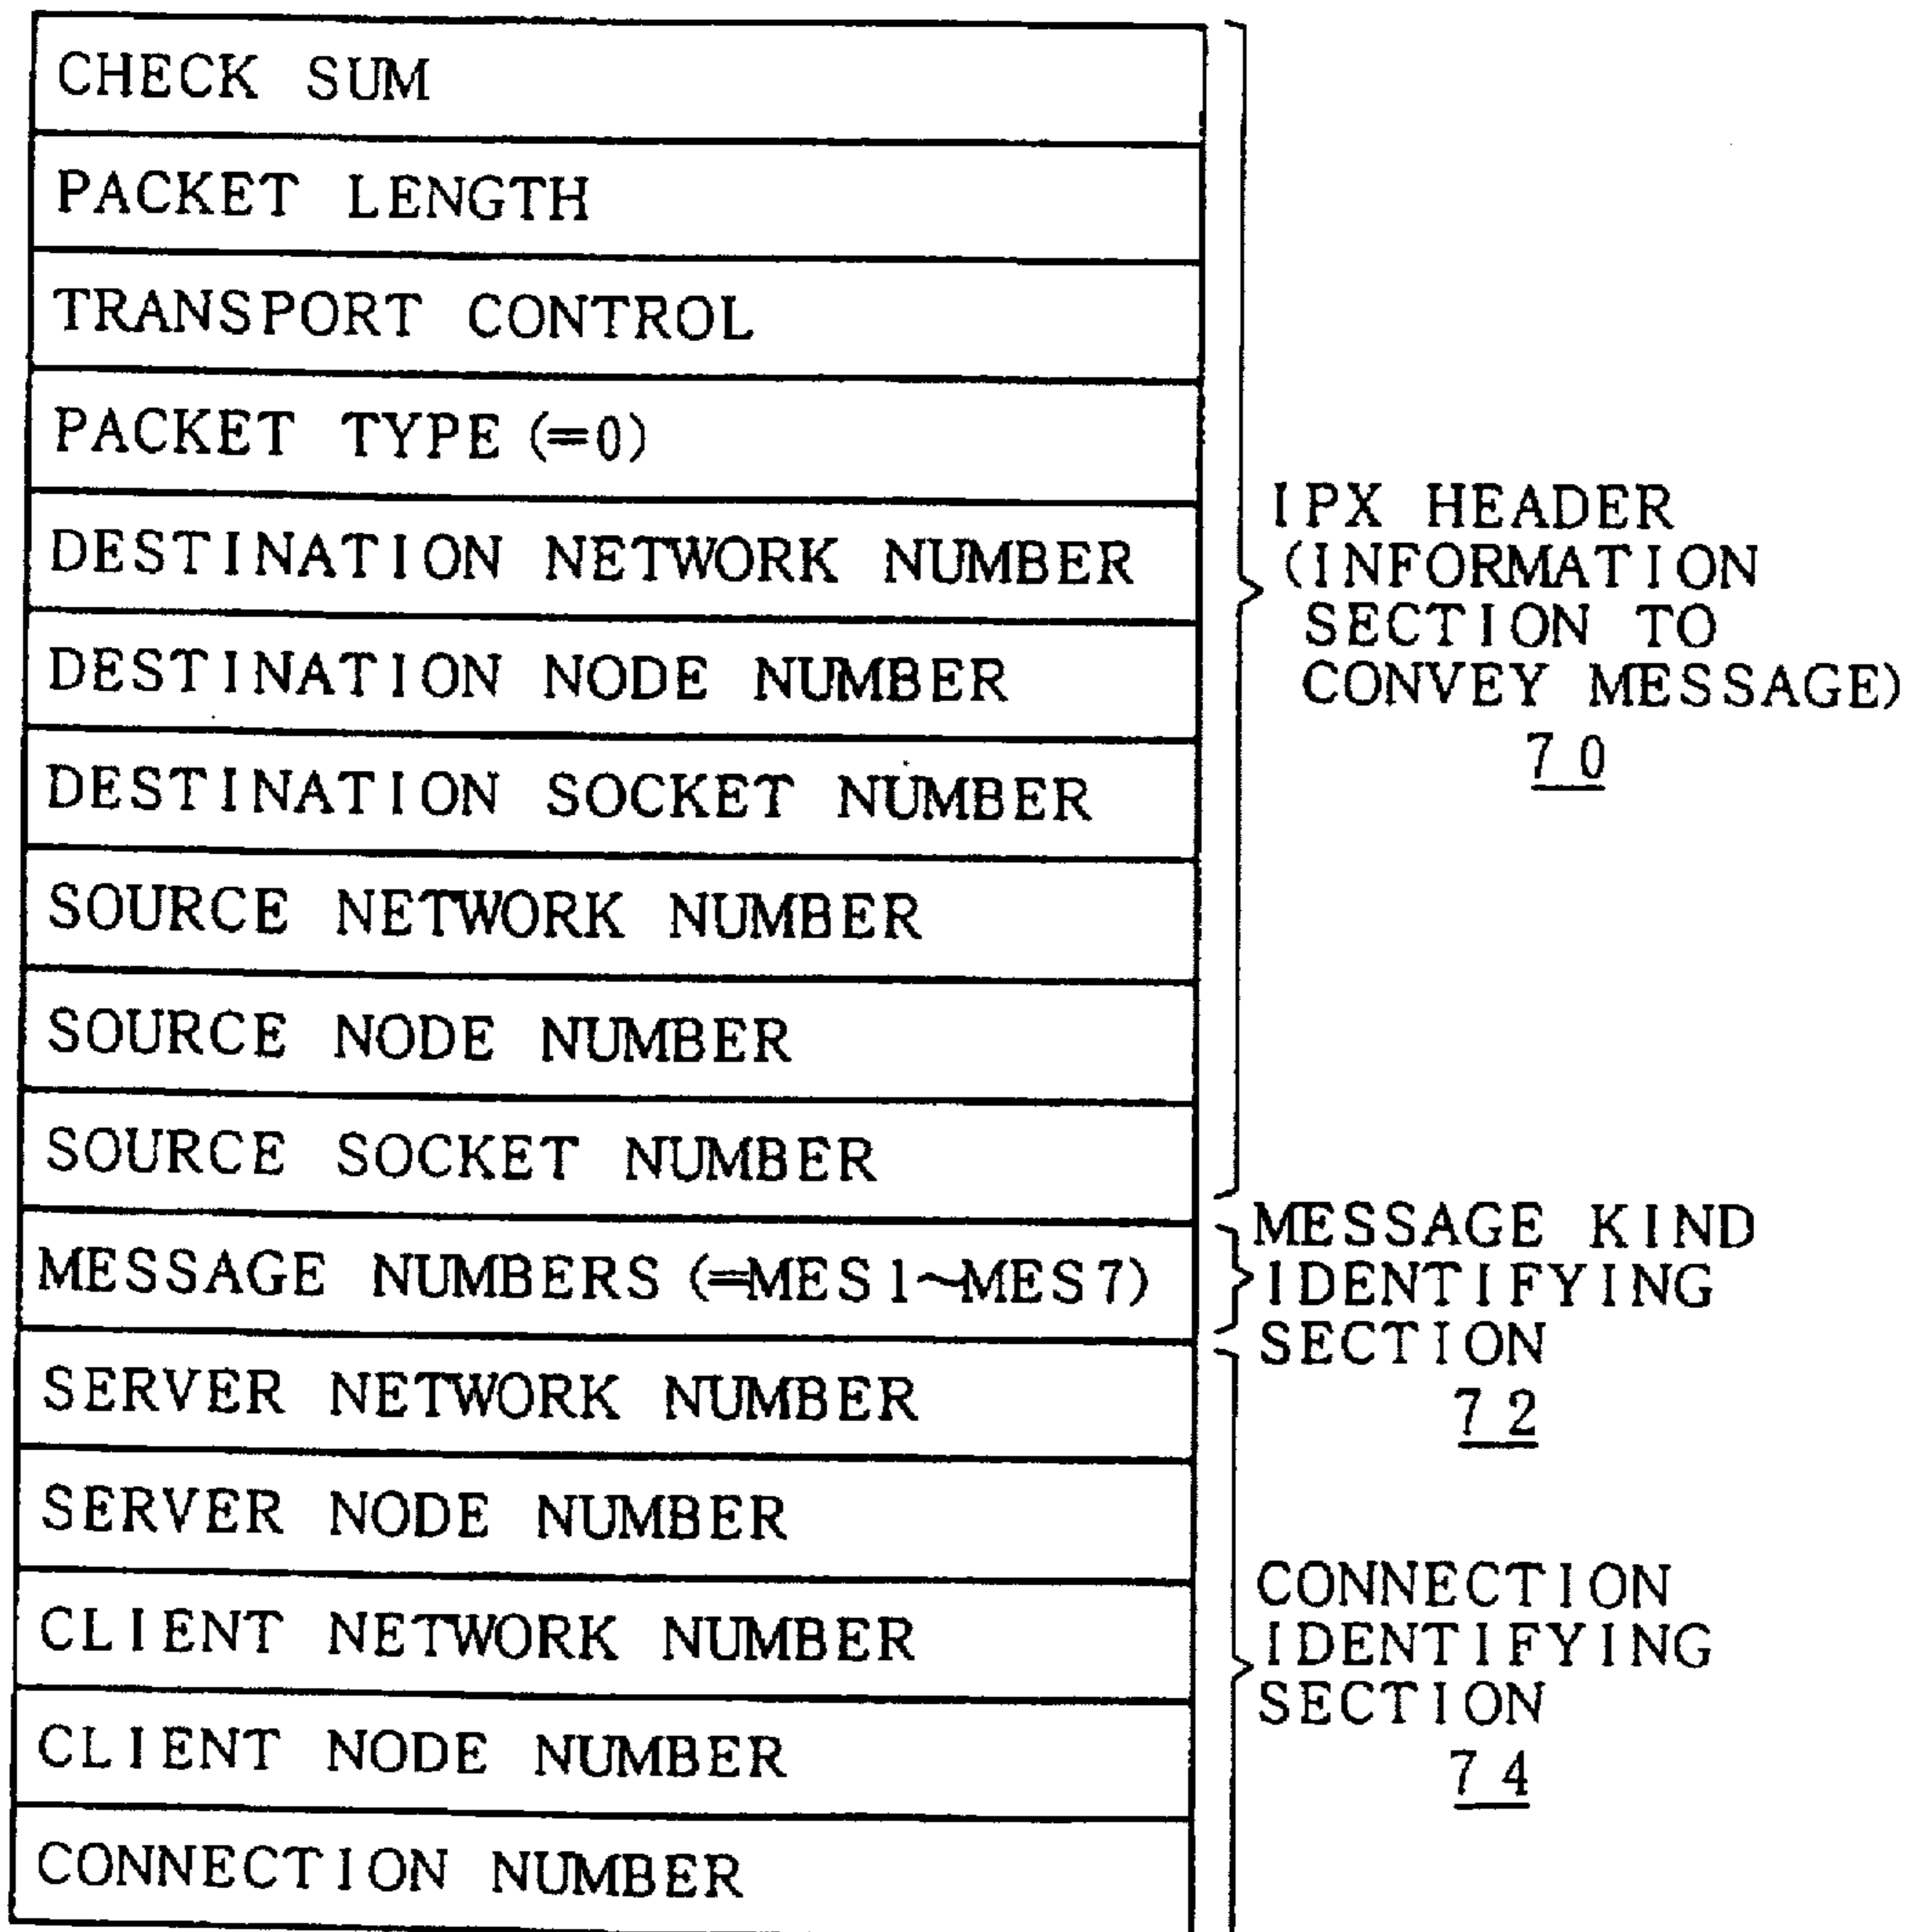 CHECK SUM
PACKET LENGTH
TRANSPORT CONTROL
PACKET TYPE (=0)
DESTINATION NETWORK NUMBER
DESTINATION NODE NUMBER
DESTINATION SOCKET NUMBER
SOURCE NETWORK NUMBER
SOURCE NODE NUMBER
SOURCE SOCKET NUMBER
MESSAGE NUMBERS (=MES1~MES7)
SERVER NETWORK NUMBER
SERVER NODE NUMBER
CLIENT NETWORK NUMBER
CLIENT NODE NUMBER
CONNECTION NUMBER
IPX HEADER
(INFORMATION
SECTION TO
CONVEY MESSAGE)
70
MESSAGE KIND
IDENTIFYING
SECTION
72
CONNECTION
IDENTIFYING
SECTION
74